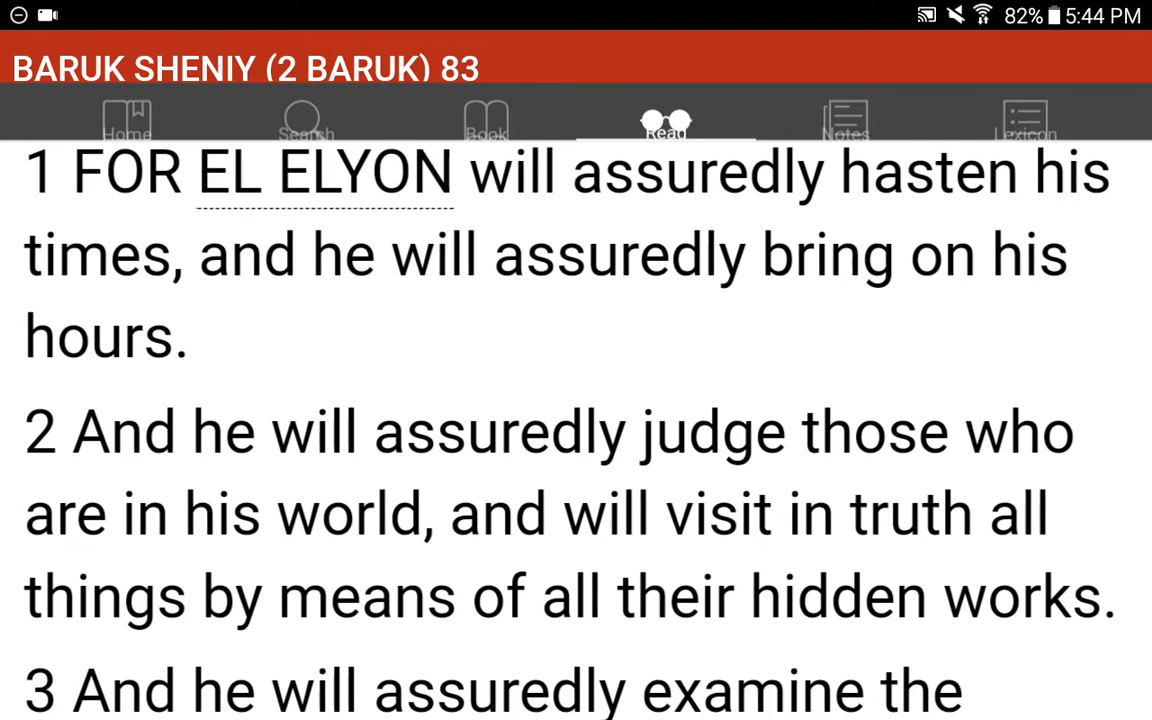 82% 5:44 PM
BARUK SHENIY (2 BARUK) 83
Home Search Book Read Notes Lexicon
1 FOR EL ELYON will assuredly hasten his
times, and he will assuredly bring on his
hours.
2 And he will assuredly judge those who
are in his world, and will visit in truth all
things by means of all their hidden works.
3 And he will assuredly examine the